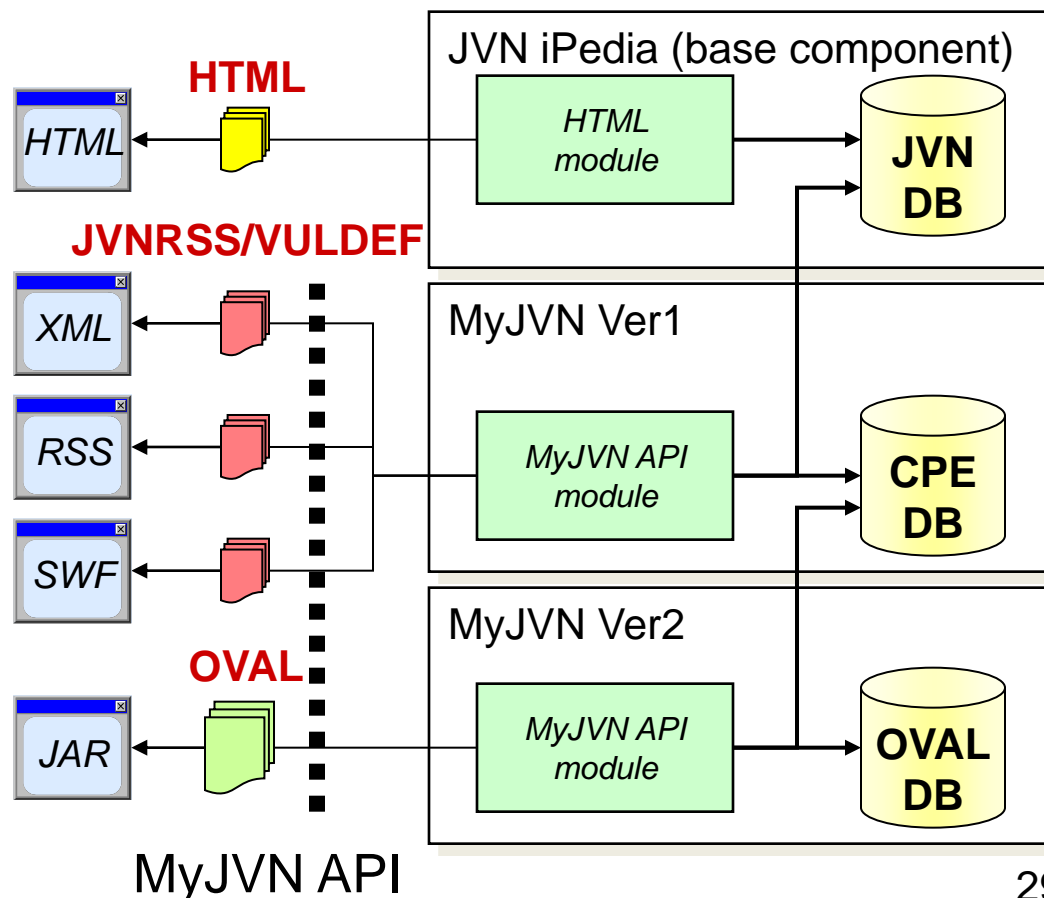 JVN iPedia (base component)
HTML
HTML
HTML
module
JVN
DB
JVNRSS/VULDEF
MyJVN Ver1
XML
RSS
MyJVN API
module
CPE
DB
SWF
MyJVN Ver2
OVAL
JAR
MyJVN API
module
OVAL
DB
MyJVN API
29